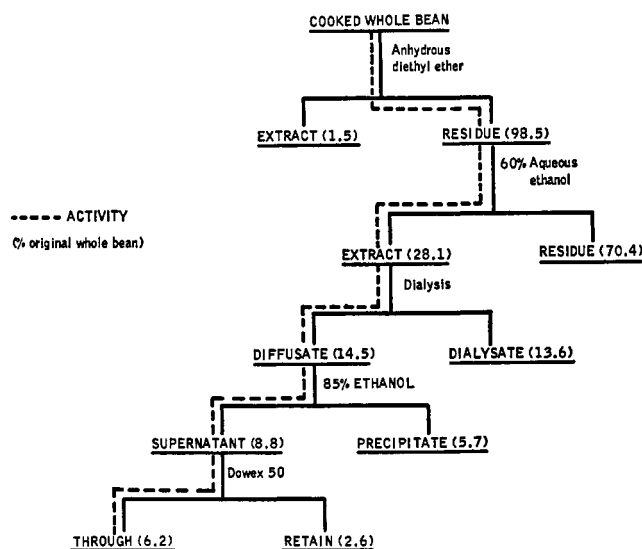 COOKED WHOLE BEAN
Anhydrous
diethyl ether
EXTRACT (1.5)
RESIDUE (98.5)
60% Aqueous
ethanol
ACTIVITY
(% original whole bean)
EXTRACT (28.1)
RESIDUE (70.4)
Dialysis
DIFFUSATE (14.5)
DIALYSATE (13.6)
85% ETHANOL
SUPERNATANT (8.8)
PRECIPITATE (5.7)
Dowex 50
THROUGH (6.2)
RETAIN (2.6)